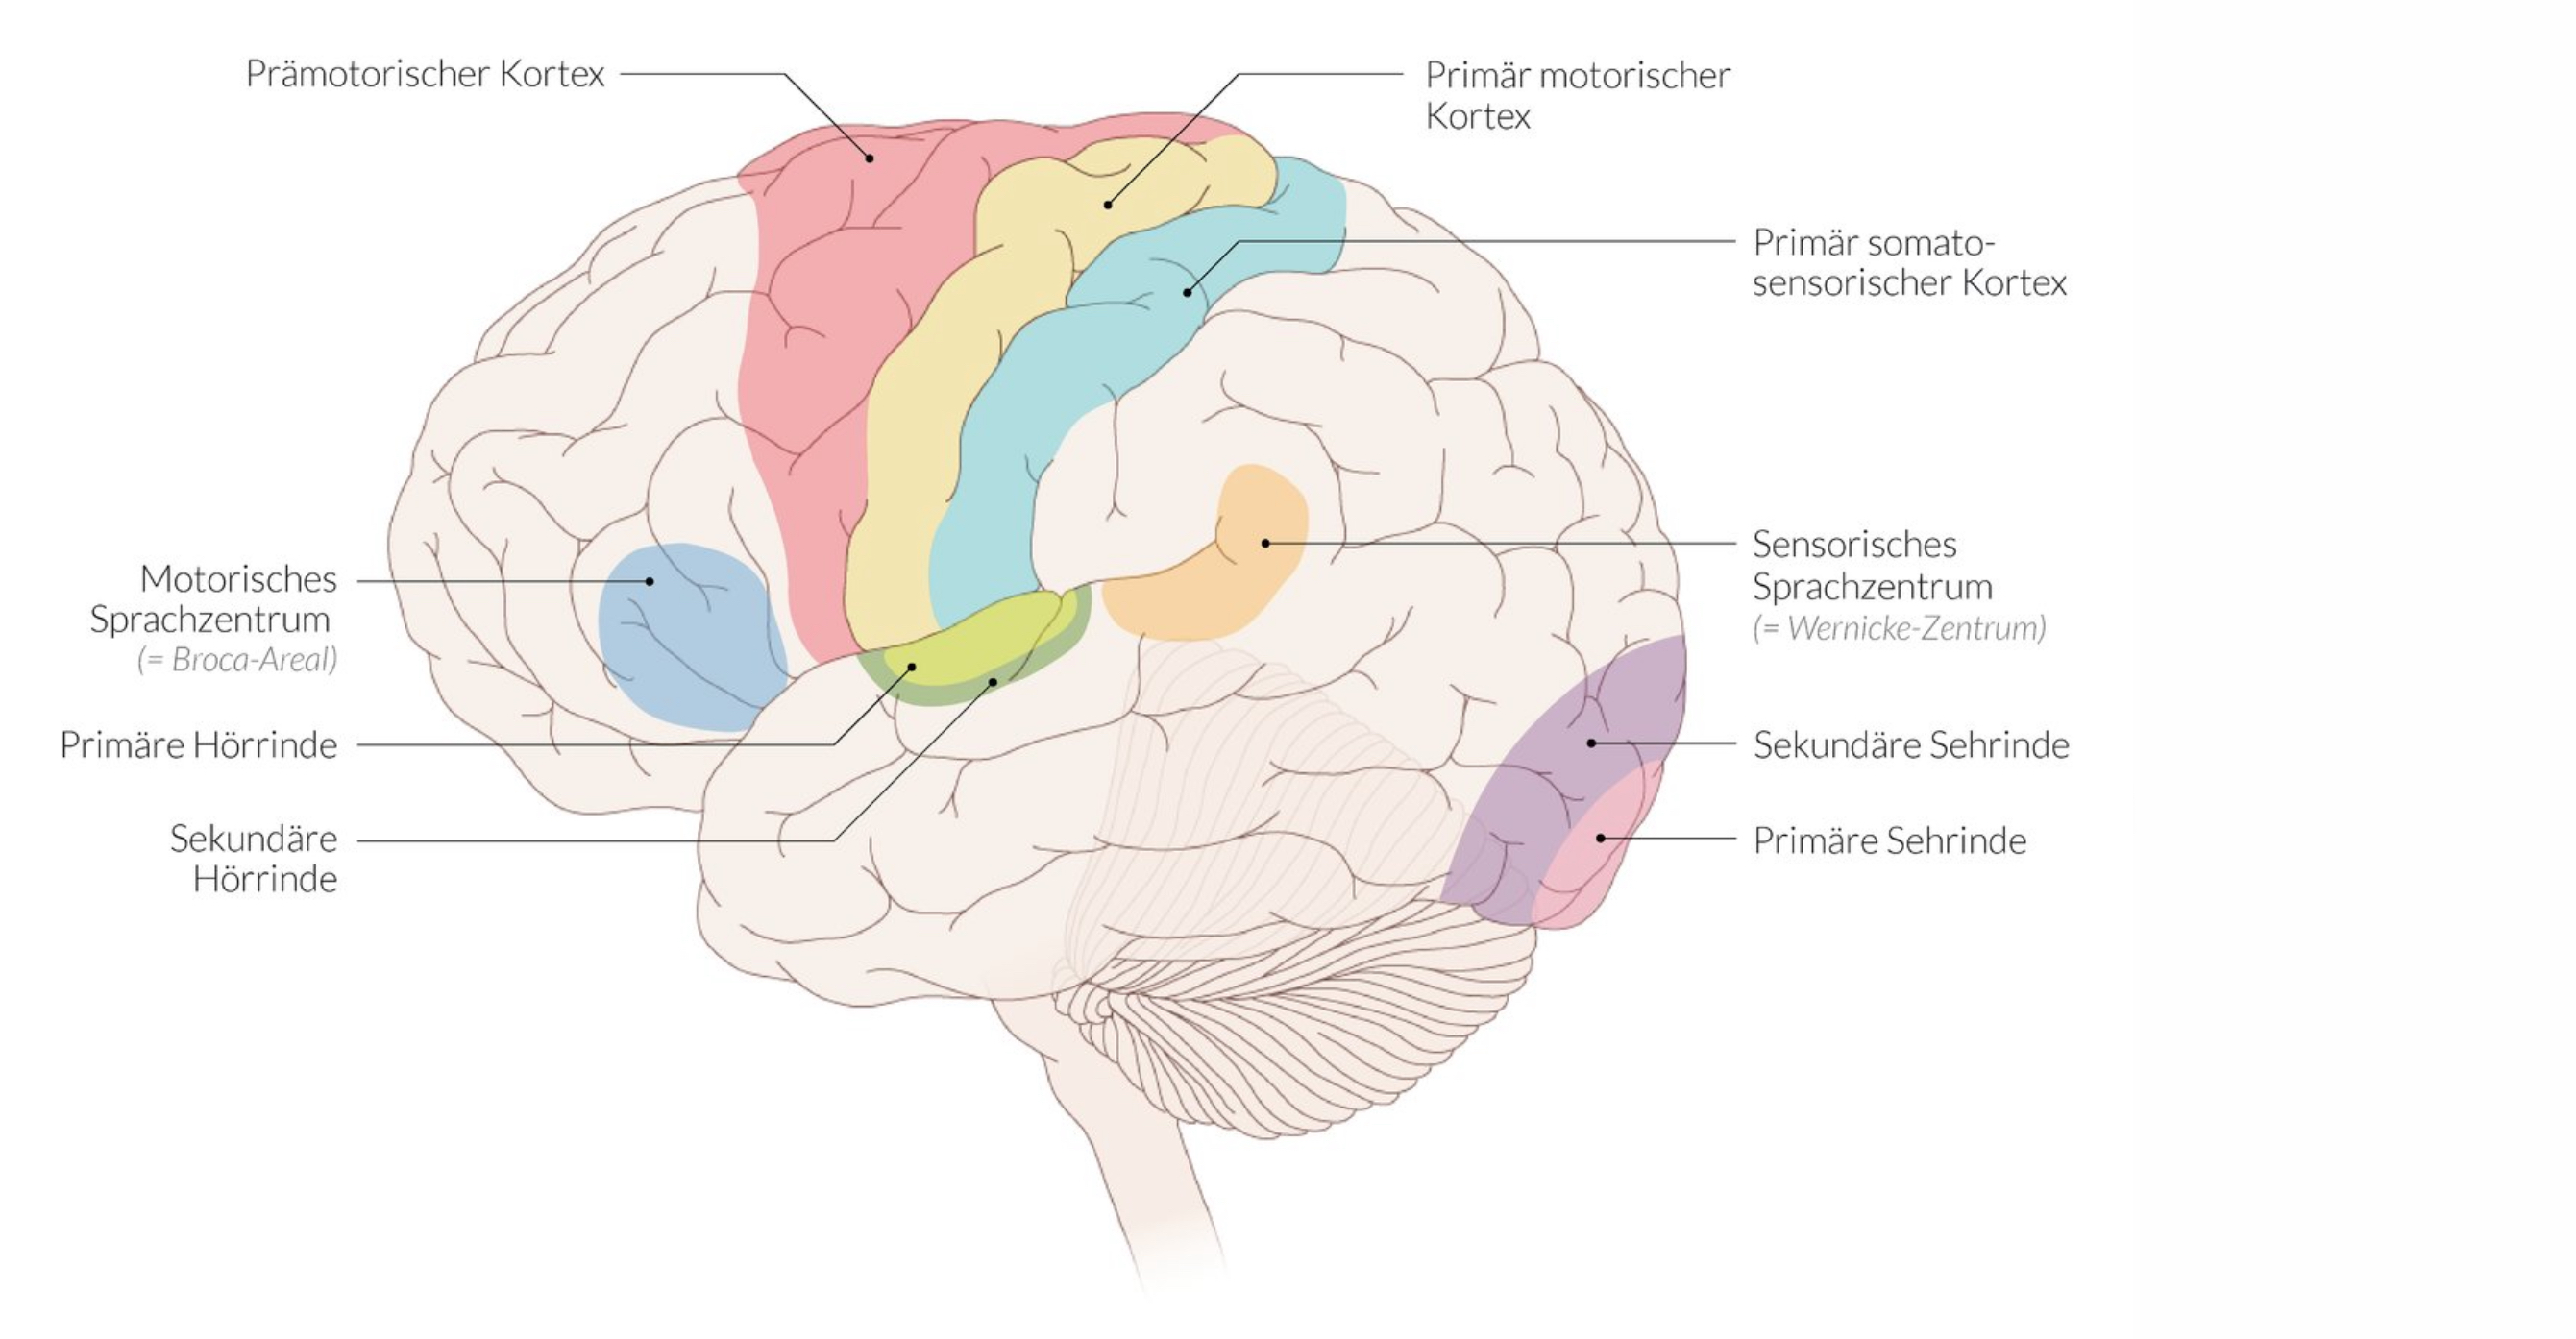 Prämotorischer Kortex
Primär motorischer
Kortex
Primär somato-
sensorischer Kortex
Motorisches
Sprachzentrum
(= Broca-Areal)
Sensorisches
Sprachzentrum
(= Wernicke-Zentrum)
Primäre Hörrinde
Sekundäre Sehrinde
Sekundäre
Hörrinde
Primäre Sehrinde